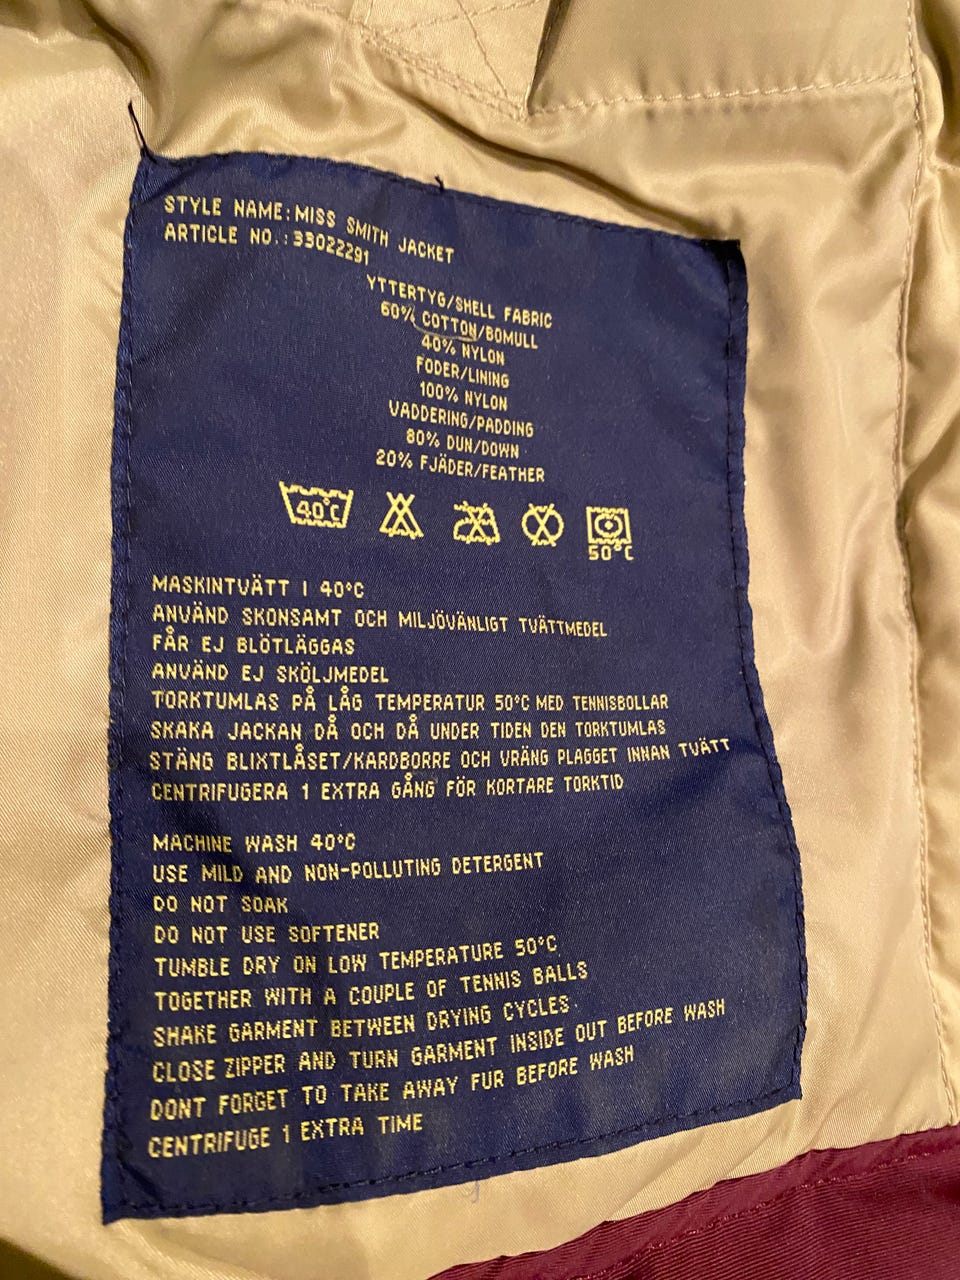 STYLE NAME:MISS SMITH JACKET
ARTICLE NO.:33022291
YTTERTYG/SHELL FABRIC
60% COTTON/BOMULL
40% NYLON
FODER/LINING
100% NYLON
VADDERING/PADDING
80% DUN/DOWN
20% FJÄDER/FEATHER
40°C
50°C
MASKINTVÄTT I 40°C
ANVÄND SKONSAMT OCH MILJÖVÄNLIGT TVÄTTMEDEL
FÅR EJ BLÖTLÄGGAS
ANVÄND EJ SKÖLJMEDEL
TORKTUMLAS PÅ LÅG TEMPERATUR 50°C MED TENNISBOLLAR
SKAKA JACKAN DÅ OCH DÅ UNDER TIDEN DEN TORKTUMLAS
STÄNG BLIXTLÅSET/KARDBORRE OCH VRÄNG PLAGGET INNAN TVÄTT
CENTRIFUGERA 1 EXTRA GÅNG FÖR KORTARE TORKTID
MACHINE WASH 40°C
USE MILD AND NON-POLLUTING DETERGENT
DO NOT SOAK
DO NOT USE SOFTENER
TUMBLE DRY ON LOW TEMPERATURE 50°C
TOGETHER WITH A COUPLE OF TENNIS BALLS
SHAKE GARMENT BETWEEN DRYING CYCLES.
CLOSE ZIPPER AND TURN GARMENT INSIDE OUT BEFORE WASH
DONT FORGET TO TAKE AWAY FUR BEFORE WASH
CENTRIFUGE 1 EXTRA TIME